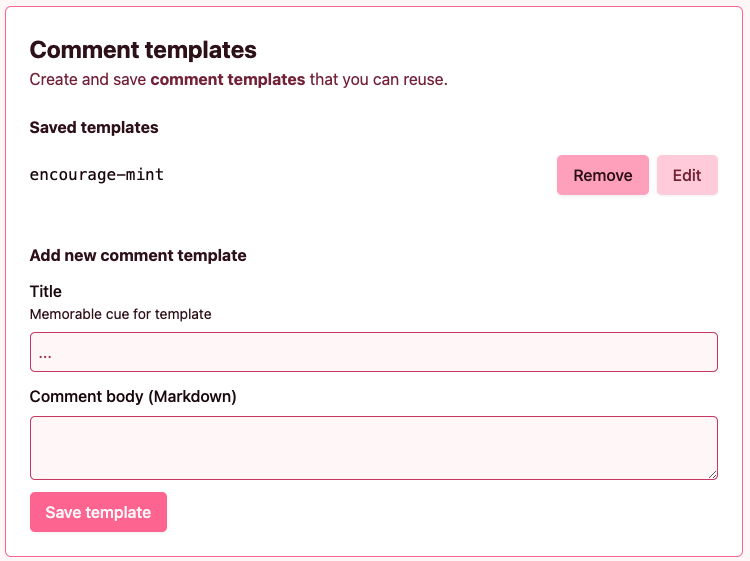 Comment templates
Create and save comment templates that you can reuse.
Saved templates
encourage-mint
Remove
Edit
Add new comment template
Title
Memorable cue for template
...
Comment body (Markdown)
Save template